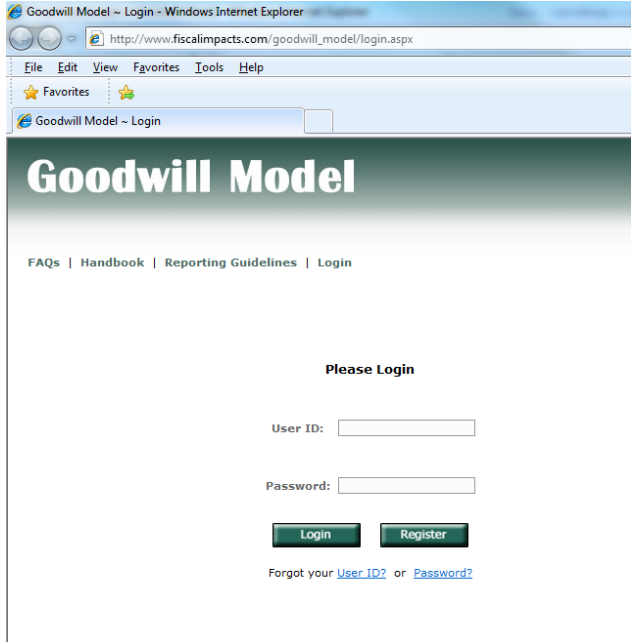 Goodwill Model ~ Login - Windows Internet Explorer
http://www.fiscalimpacts.com/goodwill_model/login.aspx
File Edit View Favorites Tools Help
Favorites
Goodwill Model ~ Login
Goodwill Model
FAQs | Handbook | Reporting Guidelines | Login
Please Login
User ID:
Password:
Login Register
Forgot your User ID? or Password?